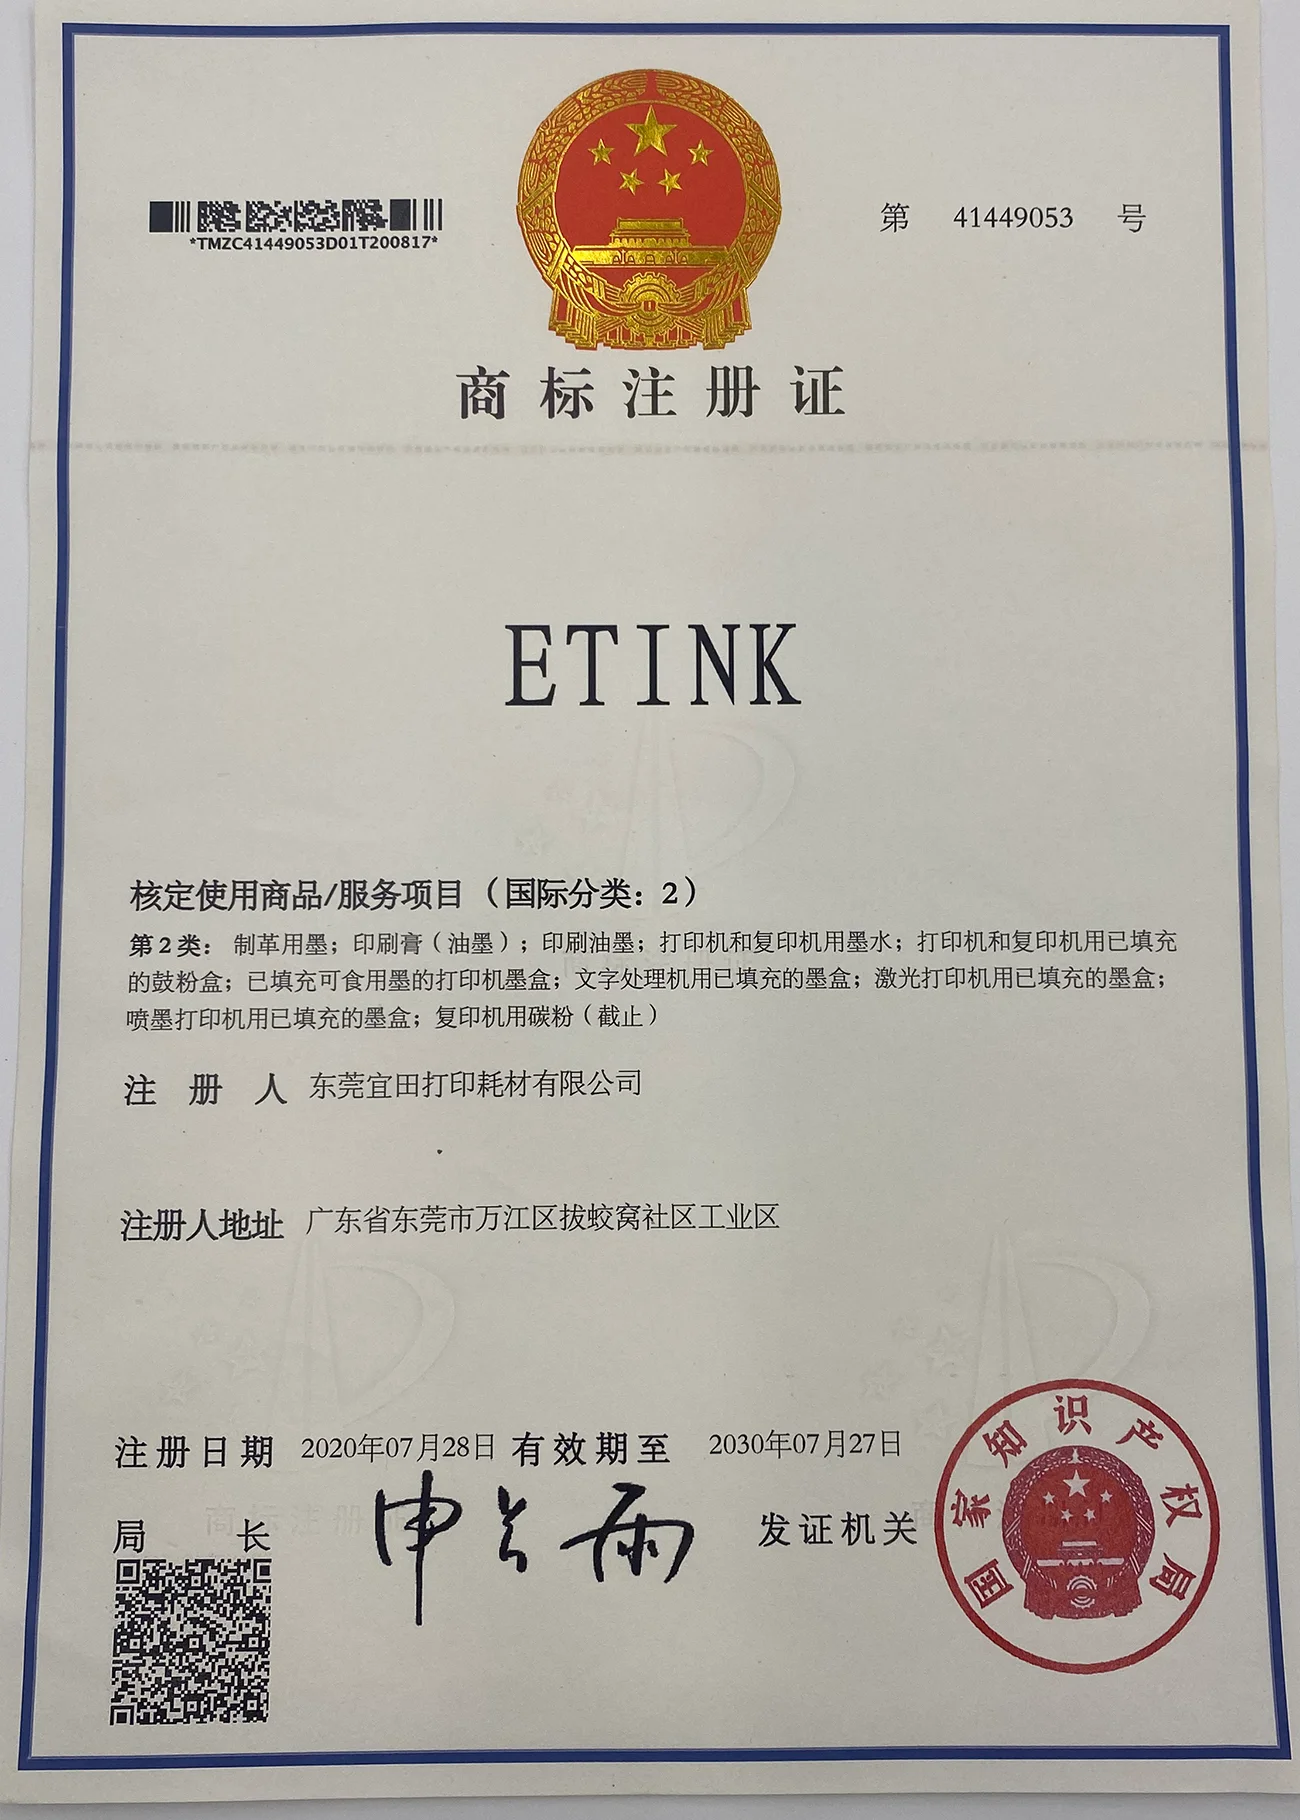 *TMZC41449053D01T200817*
第 41449053 号
商标注册证
ETINK
核定使用商品/服务项目（国际分类：2）
第2类：制革用墨；印刷膏（油墨）；印刷油墨；打印机和复印机用墨水；打印机和复印机用已填充
的鼓粉盒；已填充可食用墨的打印机墨盒；文字处理机用已填充的墨盒；激光打印机用已填充的墨盒；
喷墨打印机用已填充的墨盒；复印机用碳粉（截止）
注册人 东莞宜田打印耗材有限公司
注册人地址 广东省东莞市万江区拔蛟窝社区工业区
注册日期 2020年07月28日 有效期至 2030年07月27日
局长 申长雨 发证机关
国家知识产权局
商标注册证